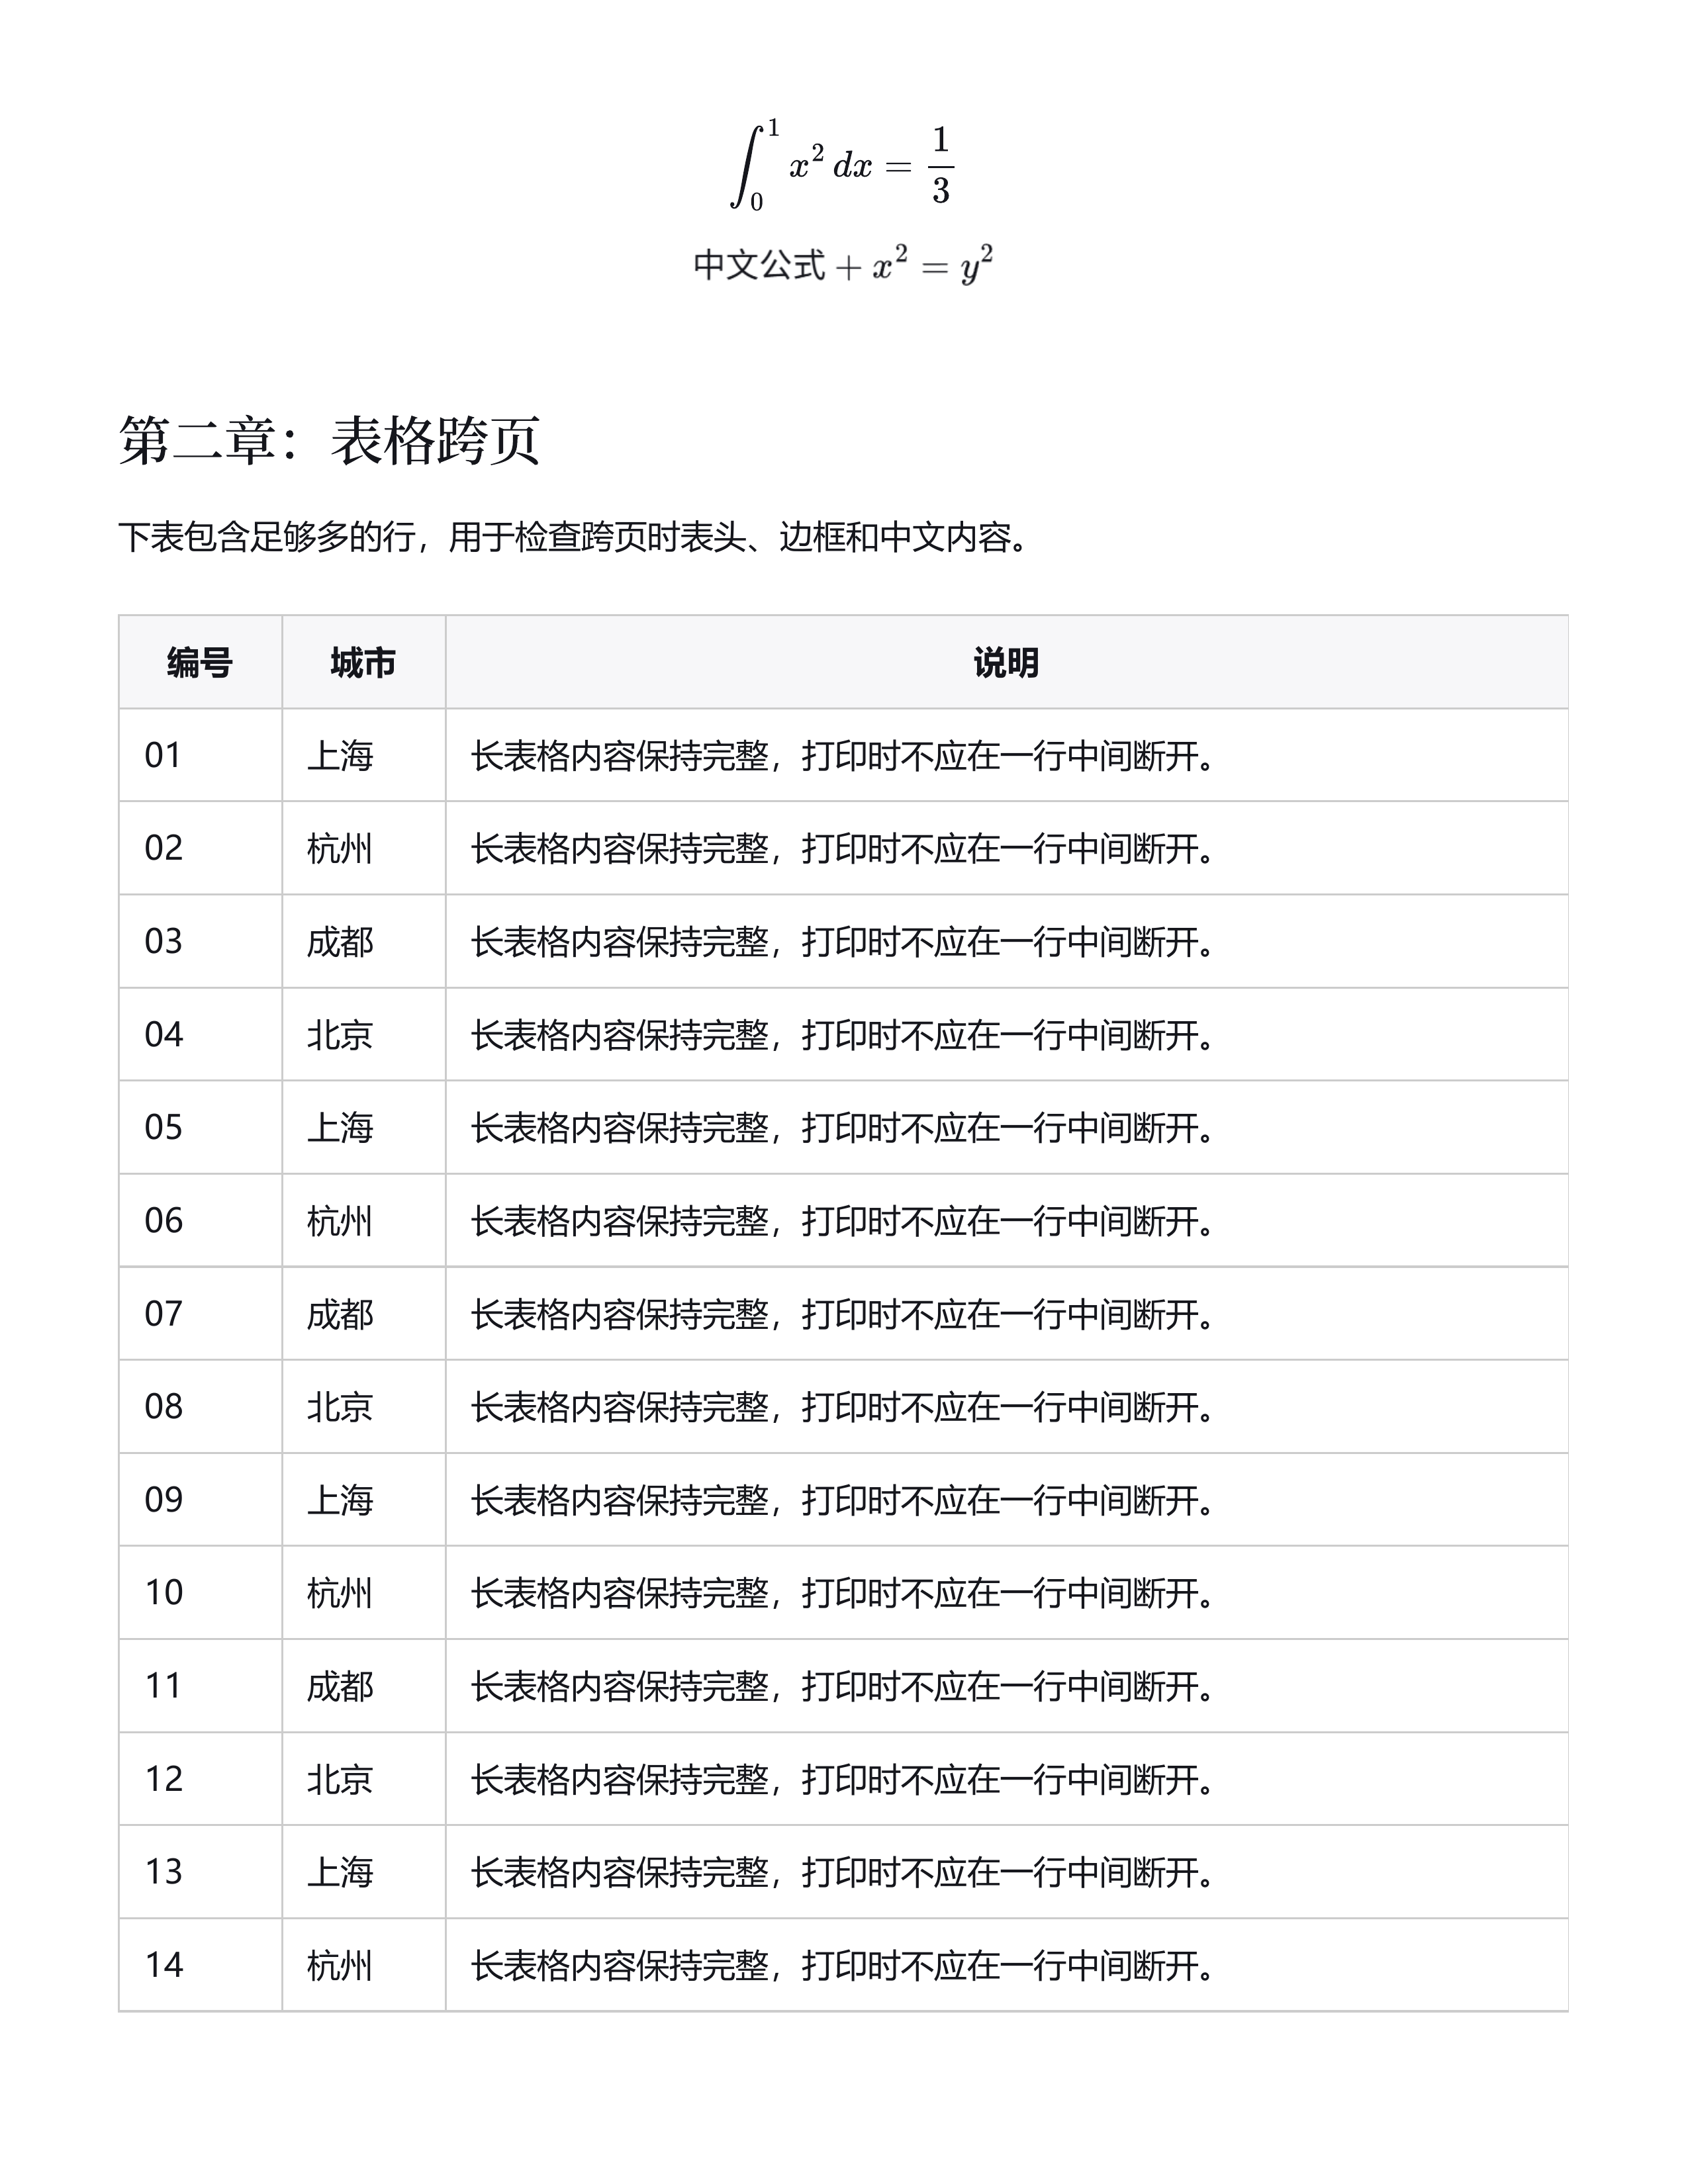 ∫₀¹ x² dx = 1/3
中文公式 + x² = y²
第二章：表格跨页
下表包含足够多的行，用于检查跨页时表头、边框和中文内容。
编号 城市 说明
01 上海 长表格内容保持完整，打印时不应在一行中间断开。
02 杭州 长表格内容保持完整，打印时不应在一行中间断开。
03 成都 长表格内容保持完整，打印时不应在一行中间断开。
04 北京 长表格内容保持完整，打印时不应在一行中间断开。
05 上海 长表格内容保持完整，打印时不应在一行中间断开。
06 杭州 长表格内容保持完整，打印时不应在一行中间断开。
07 成都 长表格内容保持完整，打印时不应在一行中间断开。
08 北京 长表格内容保持完整，打印时不应在一行中间断开。
09 上海 长表格内容保持完整，打印时不应在一行中间断开。
10 杭州 长表格内容保持完整，打印时不应在一行中间断开。
11 成都 长表格内容保持完整，打印时不应在一行中间断开。
12 北京 长表格内容保持完整，打印时不应在一行中间断开。
13 上海 长表格内容保持完整，打印时不应在一行中间断开。
14 杭州 长表格内容保持完整，打印时不应在一行中间断开。